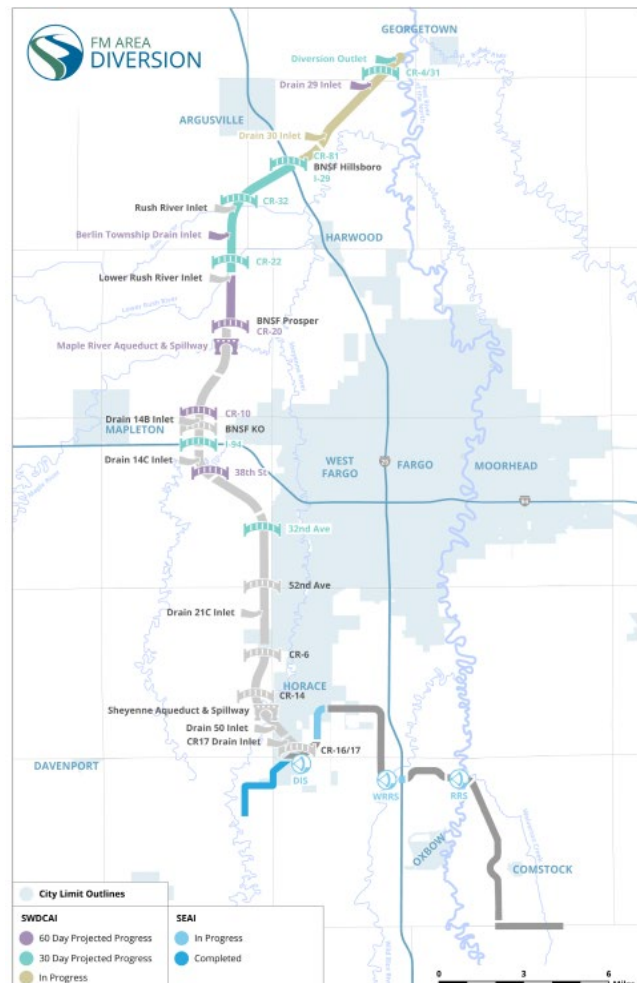 FM AREA
DIVERSION
GEORGETOWN
Diversion Outlet
CR-4/31
Drain 29 Inlet
ARGUSVILLE
Drain 30 Inlet
CR-81
BNSF Hillsboro
I-29
Rush River Inlet
CR-32
Berlin Township Drain Inlet
HARWOOD
CR-22
Lower Rush River Inlet
Lower Rush River
BNSF Prosper
CR-20
Maple River Aqueduct & Spillway
CR-10
Drain 14B Inlet
MAPLETON
BNSF KO
I-94
Drain 14C Inlet
38th St
WEST
FARGO
FARGO
MOORHEAD
Maple River
32nd Ave
52nd Ave
Drain 21C Inlet
CR-6
HORACE
CR-14
Sheyenne Aqueduct & Spillway
Drain 50 Inlet
CR17 Drain Inlet
CR-16/17
DAVENPORT
DIS
WRRS
RRS
OXBOW
COMSTOCK
City Limit Outlines
SWDCAI
60 Day Projected Progress
30 Day Projected Progress
In Progress
SEAI
In Progress
Completed
0 3 6
Miles